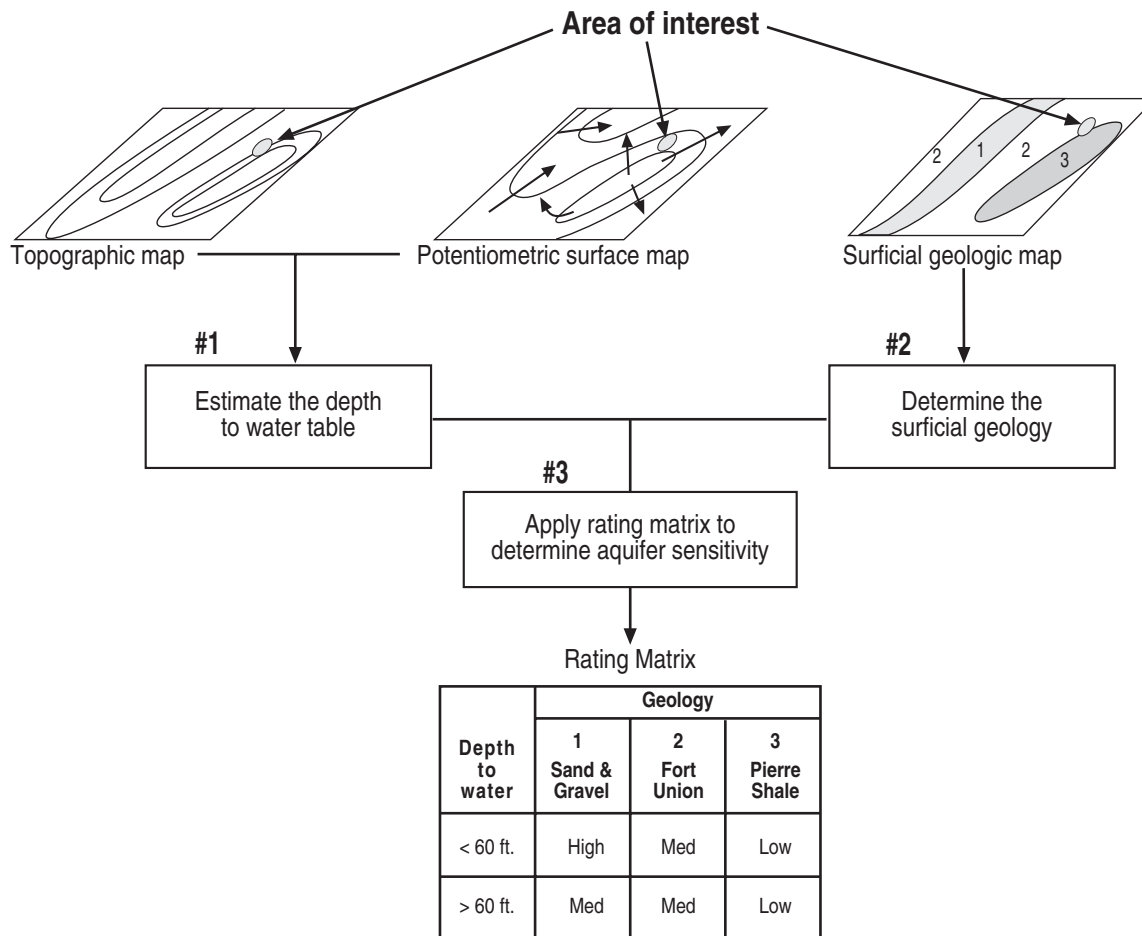 Area of interest
2
1
2
3
Topographic map
Potentiometric surface map
Surficial geologic map
#1
#2
Estimate the depth
to water table
Determine the
surficial geology
#3
Apply rating matrix to
determine aquifer sensitivity
Rating Matrix
Geology
Depth
to
water
1
Sand &
Gravel
2
Fort
Union
3
Pierre
Shale
< 60 ft. High Med Low
> 60 ft. Med Med Low